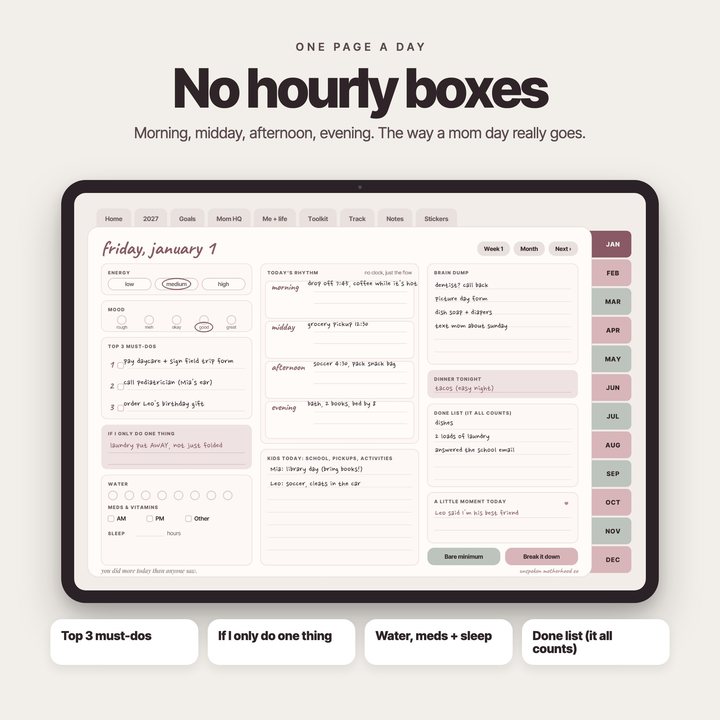 ONE PAGE A DAY
No hourly boxes
Morning, midday, afternoon, evening. The way a mom day really goes.
Home
2027
Goals
Mom HQ
Me + life
Toolkit
Track
Notes
Stickers
friday, january 1
Week 1
Month
Next ›
ENERGY
low
medium
high
MOOD
rough
meh
okay
good
great
TOP 3 MUST-DOS
1 pay daycare + sign field trip form
2 call pediatrician (Mia's ear)
3 order Leo's birthday gift
IF I ONLY DO ONE THING
laundry put AWAY, not just folded
WATER
MEDS & VITAMINS
AM
PM
Other
SLEEP
hours
you did more today than anyone saw.
TODAY'S RHYTHM
no clock, just the flow
morning
drop off 7:45, coffee while it's hot
midday
grocery pickup 12:30
afternoon
soccer 4:30, pack snack bag
evening
bath, 2 books, bed by 8
KIDS TODAY: SCHOOL, PICKUPS, ACTIVITIES
Mia: library day (bring books!)
Leo: soccer, cleats in the car
BRAIN DUMP
dentist? call back
picture day form
dish soap + diapers
text mom about sunday
DINNER TONIGHT
tacos (easy night)
DONE LIST (IT ALL COUNTS)
dishes
2 loads of laundry
answered the school email
A LITTLE MOMENT TODAY
Leo said i'm his best friend
Bare minimum
Break it down
unspoken motherhood co
JAN
FEB
MAR
APR
MAY
JUN
JUL
AUG
SEP
OCT
NOV
DEC
Top 3 must-dos
If I only do one thing
Water, meds + sleep
Done list (it all
counts)